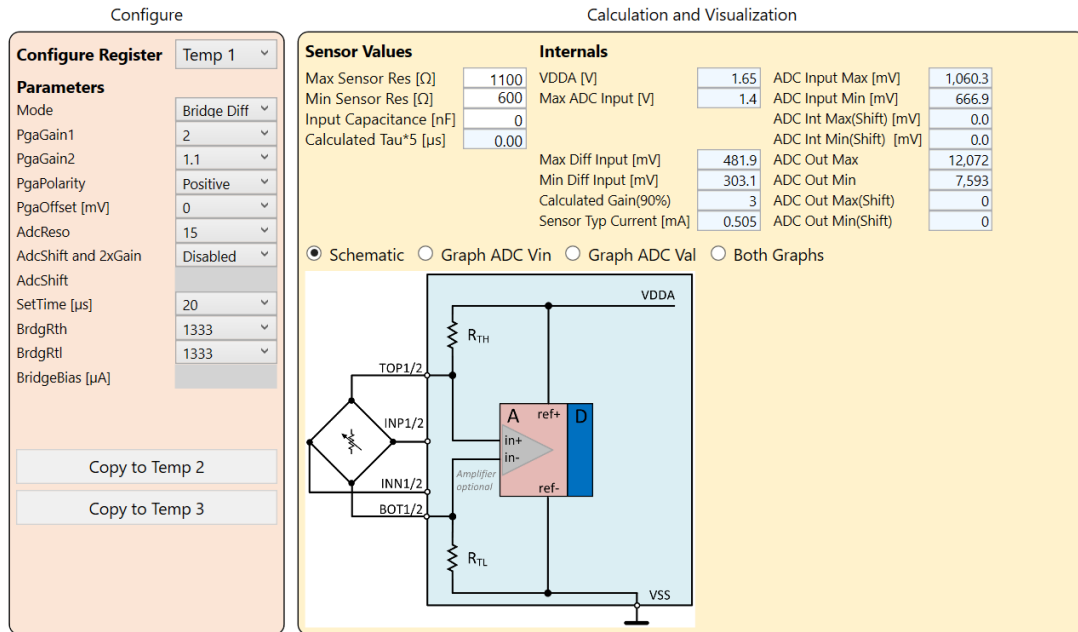 Configure
Calculation and Visualization
Configure Register Temp 1
Parameters
Mode Bridge Diff
PgaGain1 2
PgaGain2 1.1
PgaPolarity Positive
PgaOffset [mV] 0
AdcReso 15
AdcShift and 2xGain Disabled
AdcShift
SetTime [µs] 20
BrdgRth 1333
BrdgRtl 1333
BridgeBias [µA]
Copy to Temp 2
Copy to Temp 3
Sensor Values
Max Sensor Res [Ω] 1100
Min Sensor Res [Ω] 600
Input Capacitance [nF] 0
Calculated Tau*5 [µs] 0.00
Internals
VDDA [V] 1.65
Max ADC Input [V] 1.4
Max Diff Input [mV] 481.9
Min Diff Input [mV] 303.1
Calculated Gain(90%) 3
Sensor Typ Current [mA] 0.505
ADC Input Max [mV] 1,060.3
ADC Input Min [mV] 666.9
ADC Int Max(Shift) [mV] 0.0
ADC Int Min(Shift) [mV] 0.0
ADC Out Max 12,072
ADC Out Min 7,593
ADC Out Max(Shift) 0
ADC Out Min(Shift) 0
Schematic Graph ADC Vin Graph ADC Val Both Graphs
VDDA
RTH
TOP1/2
INP1/2
A ref+ D
in+
in-
Amplifier
optional
ref-
INN1/2
BOT1/2
RTL
VSS